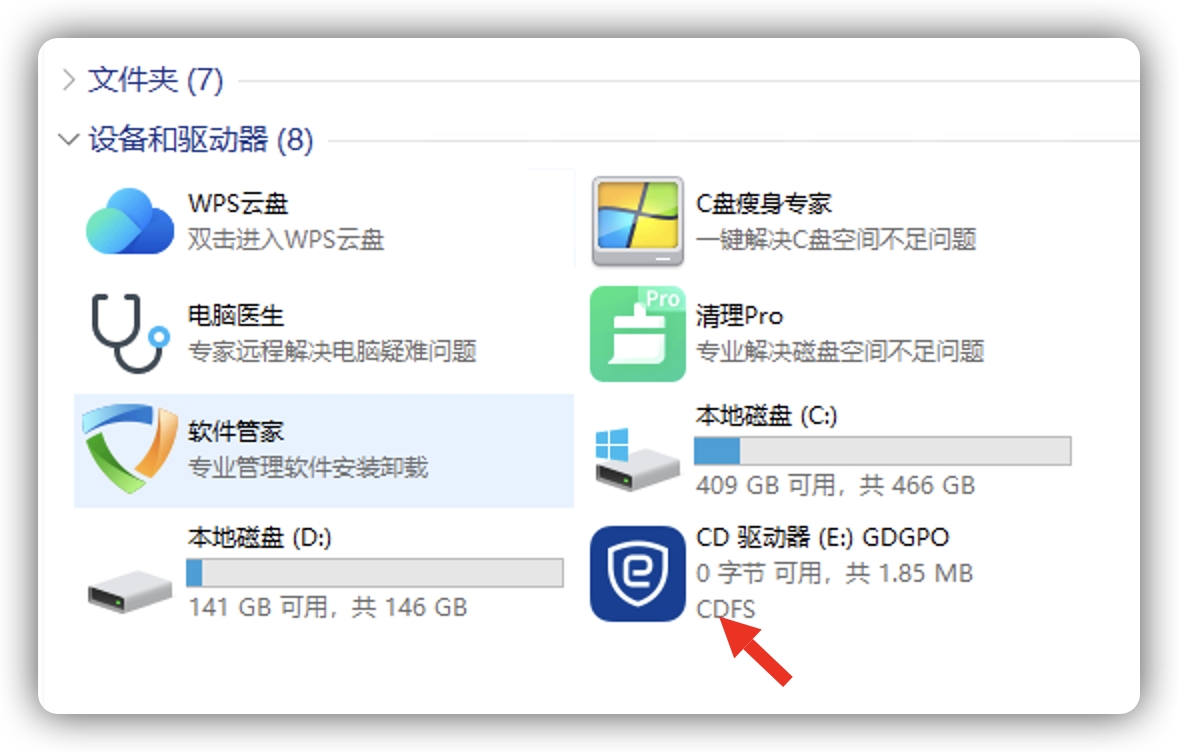 文件夹 (7)
设备和驱动器 (8)
WPS云盘
双击进入WPS云盘
C盘瘦身专家
一键解决C盘空间不足问题
电脑医生
专家远程解决电脑疑难问题
Pro
清理Pro
专业解决磁盘空间不足问题
软件管家
专业管理软件安装卸载
本地磁盘 (C:)
409 GB 可用，共 466 GB
本地磁盘 (D:)
141 GB 可用，共 146 GB
CD 驱动器 (E:) GDGPO
0 字节 可用，共 1.85 MB
CDFS